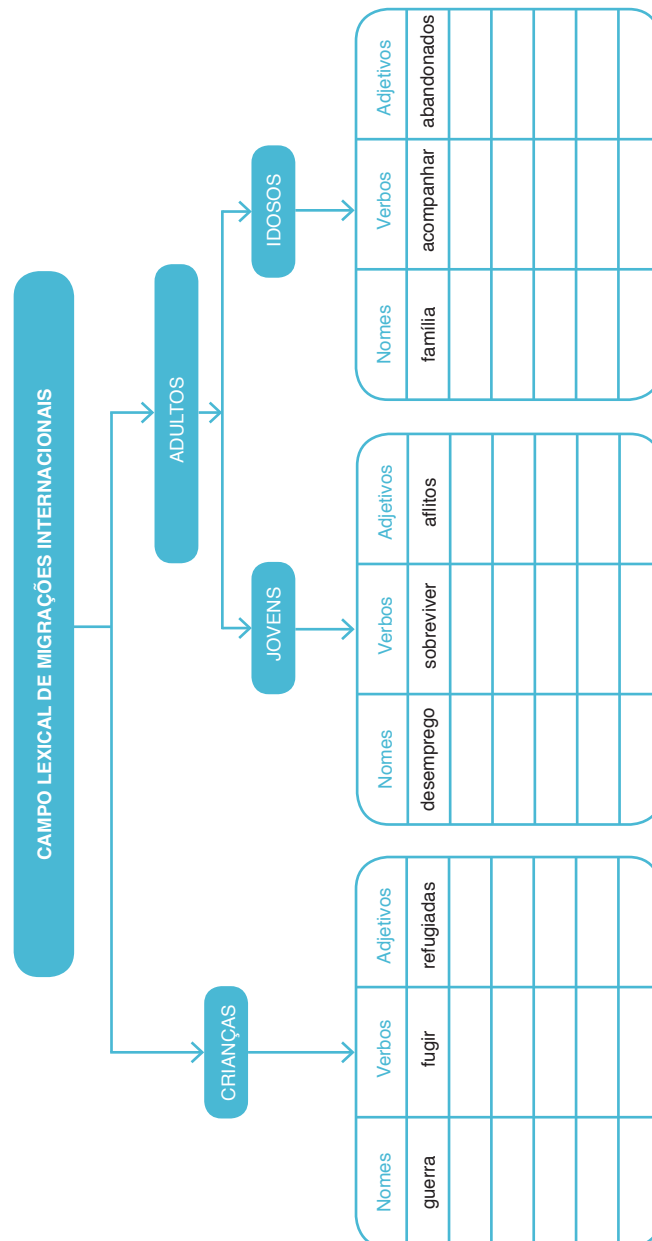 CAMPO LEXICAL DE MIGRAÇÕES INTERNACIONAIS
CRIANÇAS
ADULTOS
JOVENS
IDOSOS
Nomes Verbos Adjetivos
guerra fugir refugiadas
Nomes Verbos Adjetivos
desemprego sobreviver aflitos
Nomes Verbos Adjetivos
família acompanhar abandonados